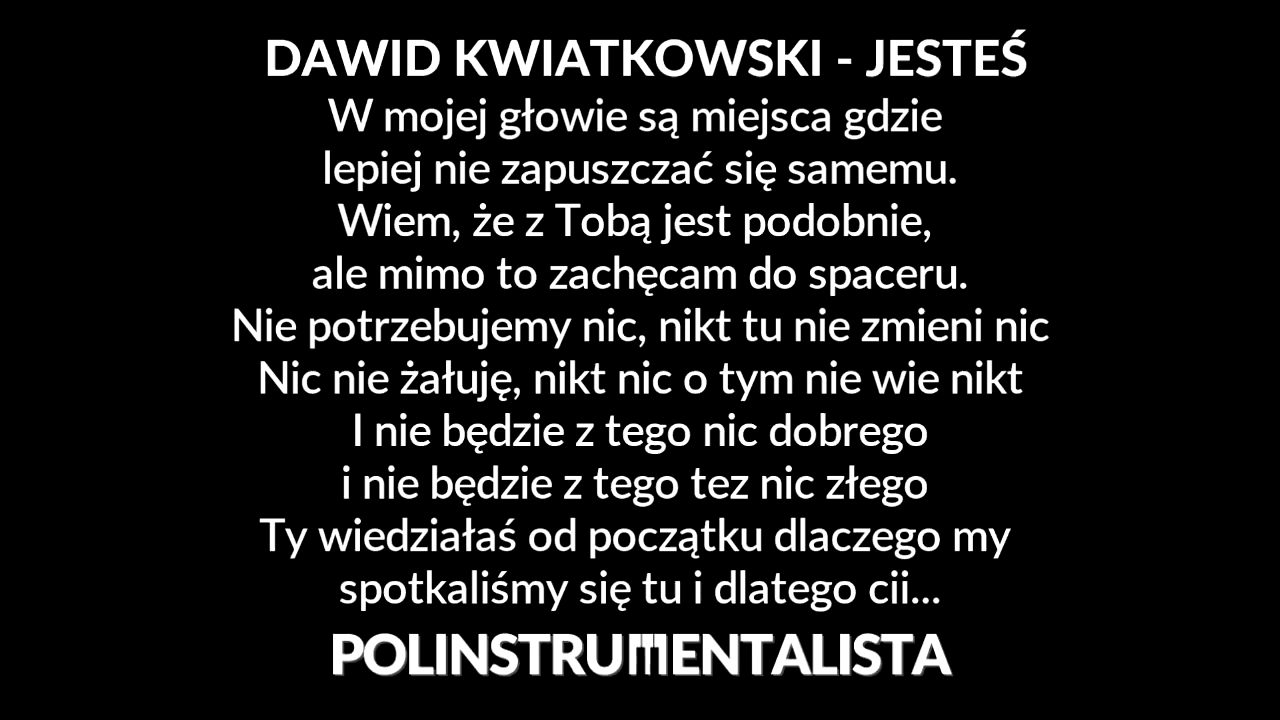 DAWID KWIATKOWSKI - JESTEŚ
W mojej głowie są miejsca gdzie
lepiej nie zapuszczać się samemu.
Wiem, że z Tobą jest podobnie,
ale mimo to zachęcam do spaceru.
Nie potrzebujemy nic, nikt tu nie zmieni nic
Nic nie żałuję, nikt nic o tym nie wie nikt
I nie będzie z tego nic dobrego
i nie będzie z tego tez nic złego
Ty wiedziałaś od początku dlaczego my
spotkaliśmy się tu i dlatego cii...
POLINSTRUMENTALISTA